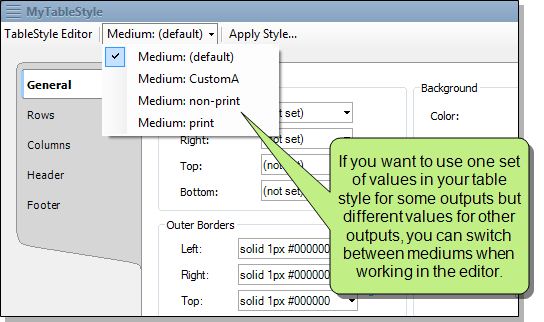 MyTableStyle
TableStyle Editor Medium: (default) Apply Style...
Medium: (default)
Medium: CustomA
Medium: non-print
Medium: print
General
Rows
Columns
Header
Footer
Background
Color:
set)
Right: (not set)
Top: (not set)
Bottom: (not set)
Outer Borders
Left: solid 1px #000000
Right: solid 1px #000000
Top: solid 1px #000000
If you want to use one set
of values in your table
style for some outputs but
different values for other
outputs, you can switch
between mediums when
working in the editor.